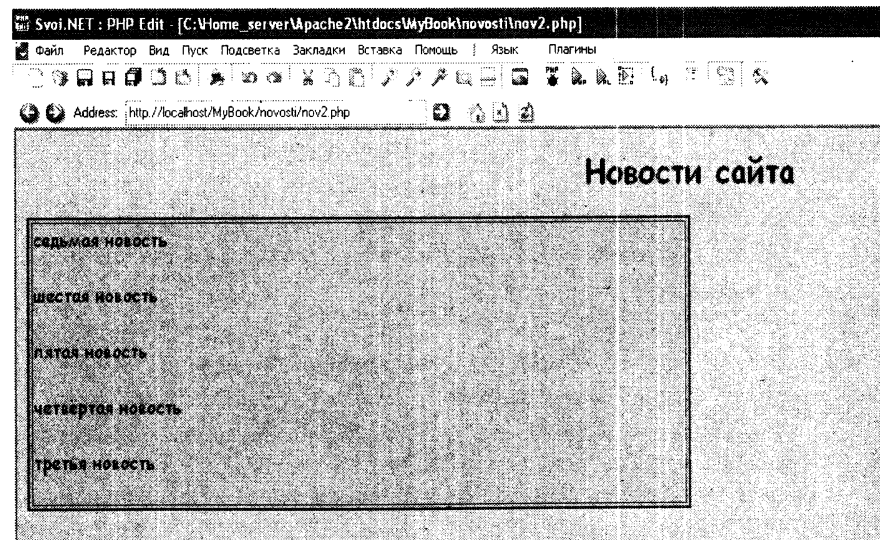 Svoi.NET : PHP Edit - [C:\Home_server\Apache2\htdocs\MyBook\novosti\nov2.php]
Файл Редактор Вид Пуск Подсветка Закладки Вставка Помощь | Язык Плагины
Address: http://localhost/MyBook/novosti/nov2.php
Новости сайта
седьмая новость
шестая новость
пятая новость
четвертая новость
третья новость